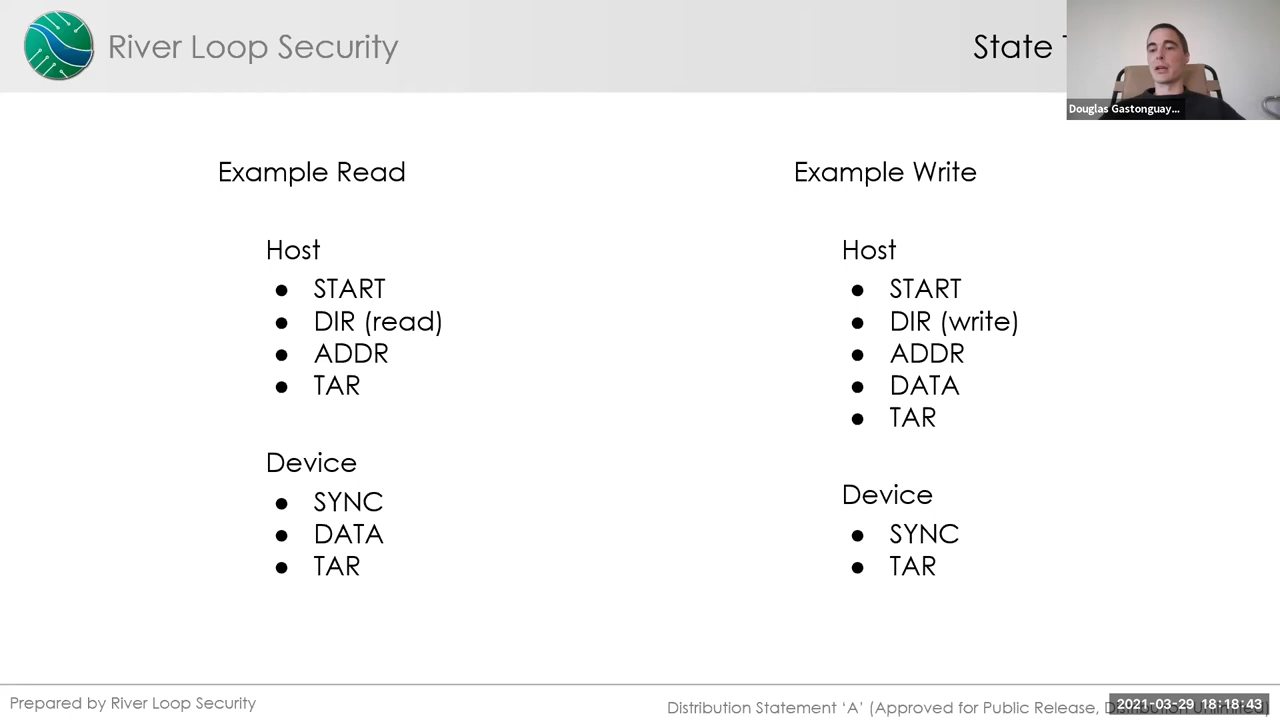 River Loop Security
State
Douglas Gastonguay...
Example Read
Host
● START
● DIR (read)
● ADDR
● TAR
Device
● SYNC
● DATA
● TAR
Example Write
Host
● START
● DIR (write)
● ADDR
● DATA
● TAR
Device
● SYNC
● TAR
Prepared by River Loop Security
Distribution Statement ‘A’ (Approved for Public Release,
2021-03-29 18:18:43